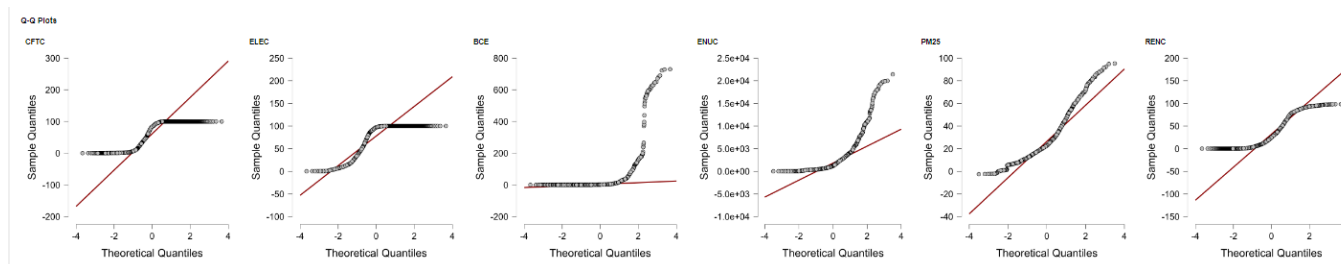 Q-Q Plots
CFTC
ELEC
BCE
ENUC
PM25
RENC
300
200
100
0
-100
-200
Sample Quantiles
-4
-2
0
2
4
Theoretical Quantiles
250
200
150
100
50
0
-50
-100
Sample Quantiles
-4
-2
0
2
4
Theoretical Quantiles
800
600
400
200
0
-200
Sample Quantiles
-4
-2
0
2
4
Theoretical Quantiles
2.5e+04
2.0e+04
1.5e+04
1.0e+04
5.0e+03
0.0e+00
-5.0e+03
-1.0e+04
Sample Quantiles
-4
-2
0
2
4
Theoretical Quantiles
100
80
60
40
20
0
-20
-40
Sample Quantiles
-4
-2
0
2
4
Theoretical Quantiles
200
150
100
50
0
-50
-100
-150
Sample Quantiles
-4
-2
0
2
4
Theoretical Quantiles